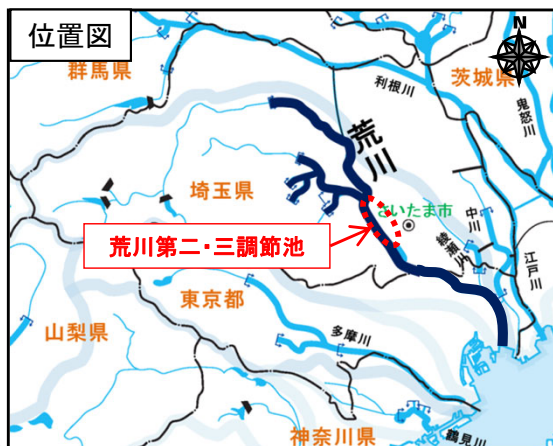 位置図
N
群馬県
利根川
茨城県
鬼怒川
荒川
埼玉県
さいたま市
中川
綾瀬川
江戸川
荒川第二・三調節池
東京都
山梨県
多摩川
神奈川県
鶴見川